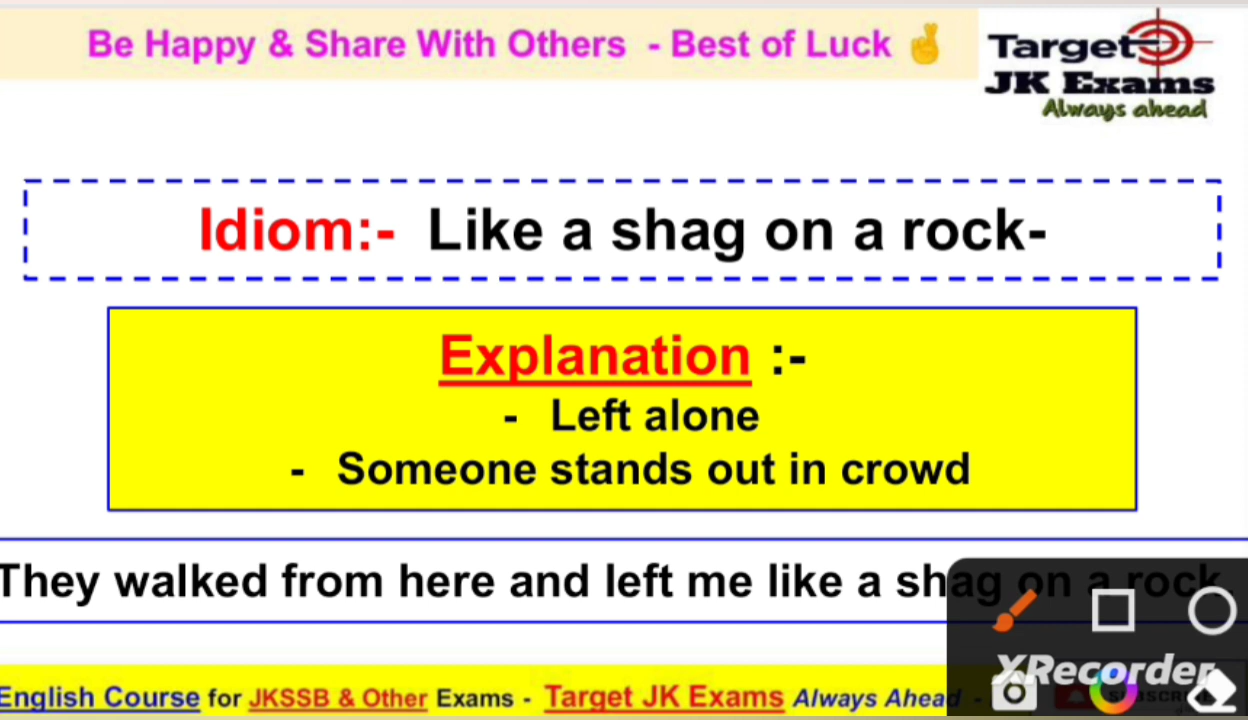 Be Happy & Share With Others - Best of Luck ✌
Target
JK Exams
Always ahead
Idiom:- Like a shag on a rock-
Explanation :-
- Left alone
- Someone stands out in crowd
They walked from here and left me like a shag on a rock
XRecorder
English Course for JKSSB & Other Exams - Target JK Exams Always Ahead -